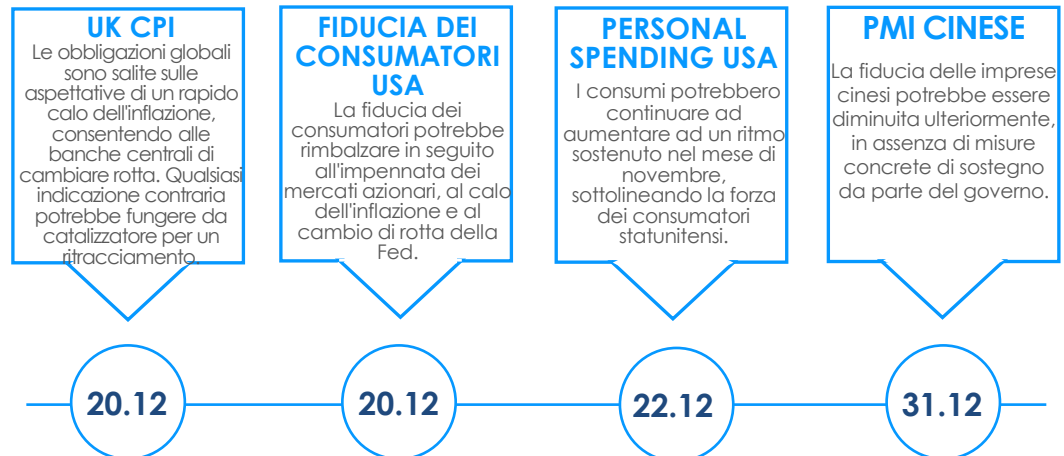 UK CPI
Le obbligazioni globali
sono salite sulle
aspettative di un rapido
calo dell'inflazione,
consentendo alle
banche centrali di
cambiare rotta. Qualsiasi
indicazione contraria
potrebbe fungere da
catalizzatore per un
ritracciamento.
FIDUCIA DEI
CONSUMATORI
USA
La fiducia dei
consumatori potrebbe
rimbalzare in seguito
all'impennata dei
mercati azionari, al calo
dell'inflazione e al
cambio di rotta della
Fed.
PERSONAL
SPENDING USA
I consumi potrebbero
continuare ad
aumentare ad un ritmo
sostenuto nel mese di
novembre,
sottolineando la forza
dei consumatori
statunitensi.
PMI CINESE
La fiducia delle imprese
cinesi potrebbe essere
diminuita ulteriormente,
in assenza di misure
concrete di sostegno
da parte del governo.
20.12
20.12
22.12
31.12